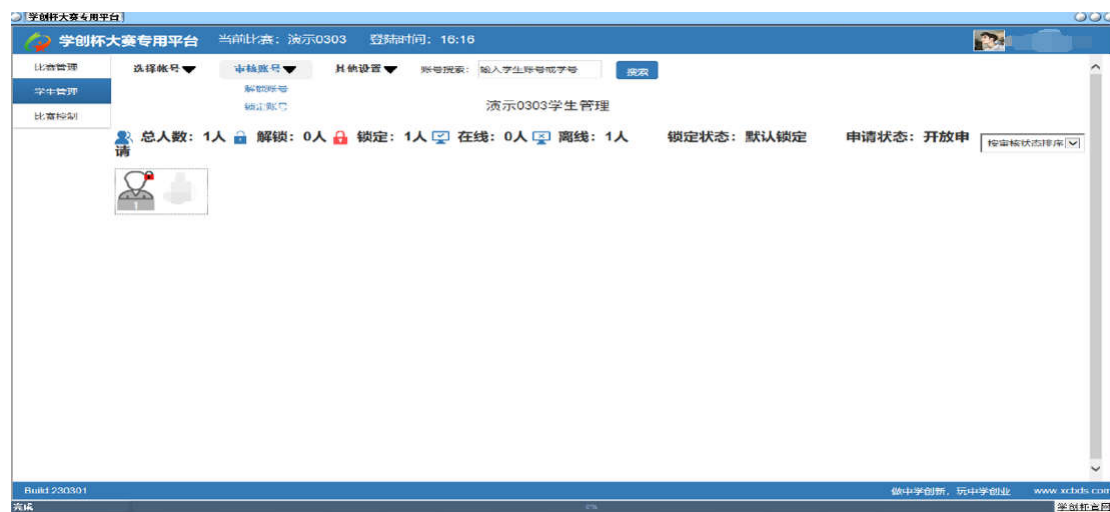 [学创杯大赛专用平台]
学创杯大赛专用平台 当前比赛：演示0303 登陆时间：16:16
比赛管理 选择帐号 审核账号 其他设置 账号搜索： 输入学生账号或学号 搜索
学生管理 解锁账号
锁定账号 演示0303学生管理
比赛控制
总人数：1人 解锁：0人 锁定：1人 在线：0人 离线：1人 锁定状态：默认锁定 申请状态：开放申
请 按审核状态排序
1
Build:230301 做中学创新，玩中学创业 www.xcbds.com
完成 0% 学创杯官网